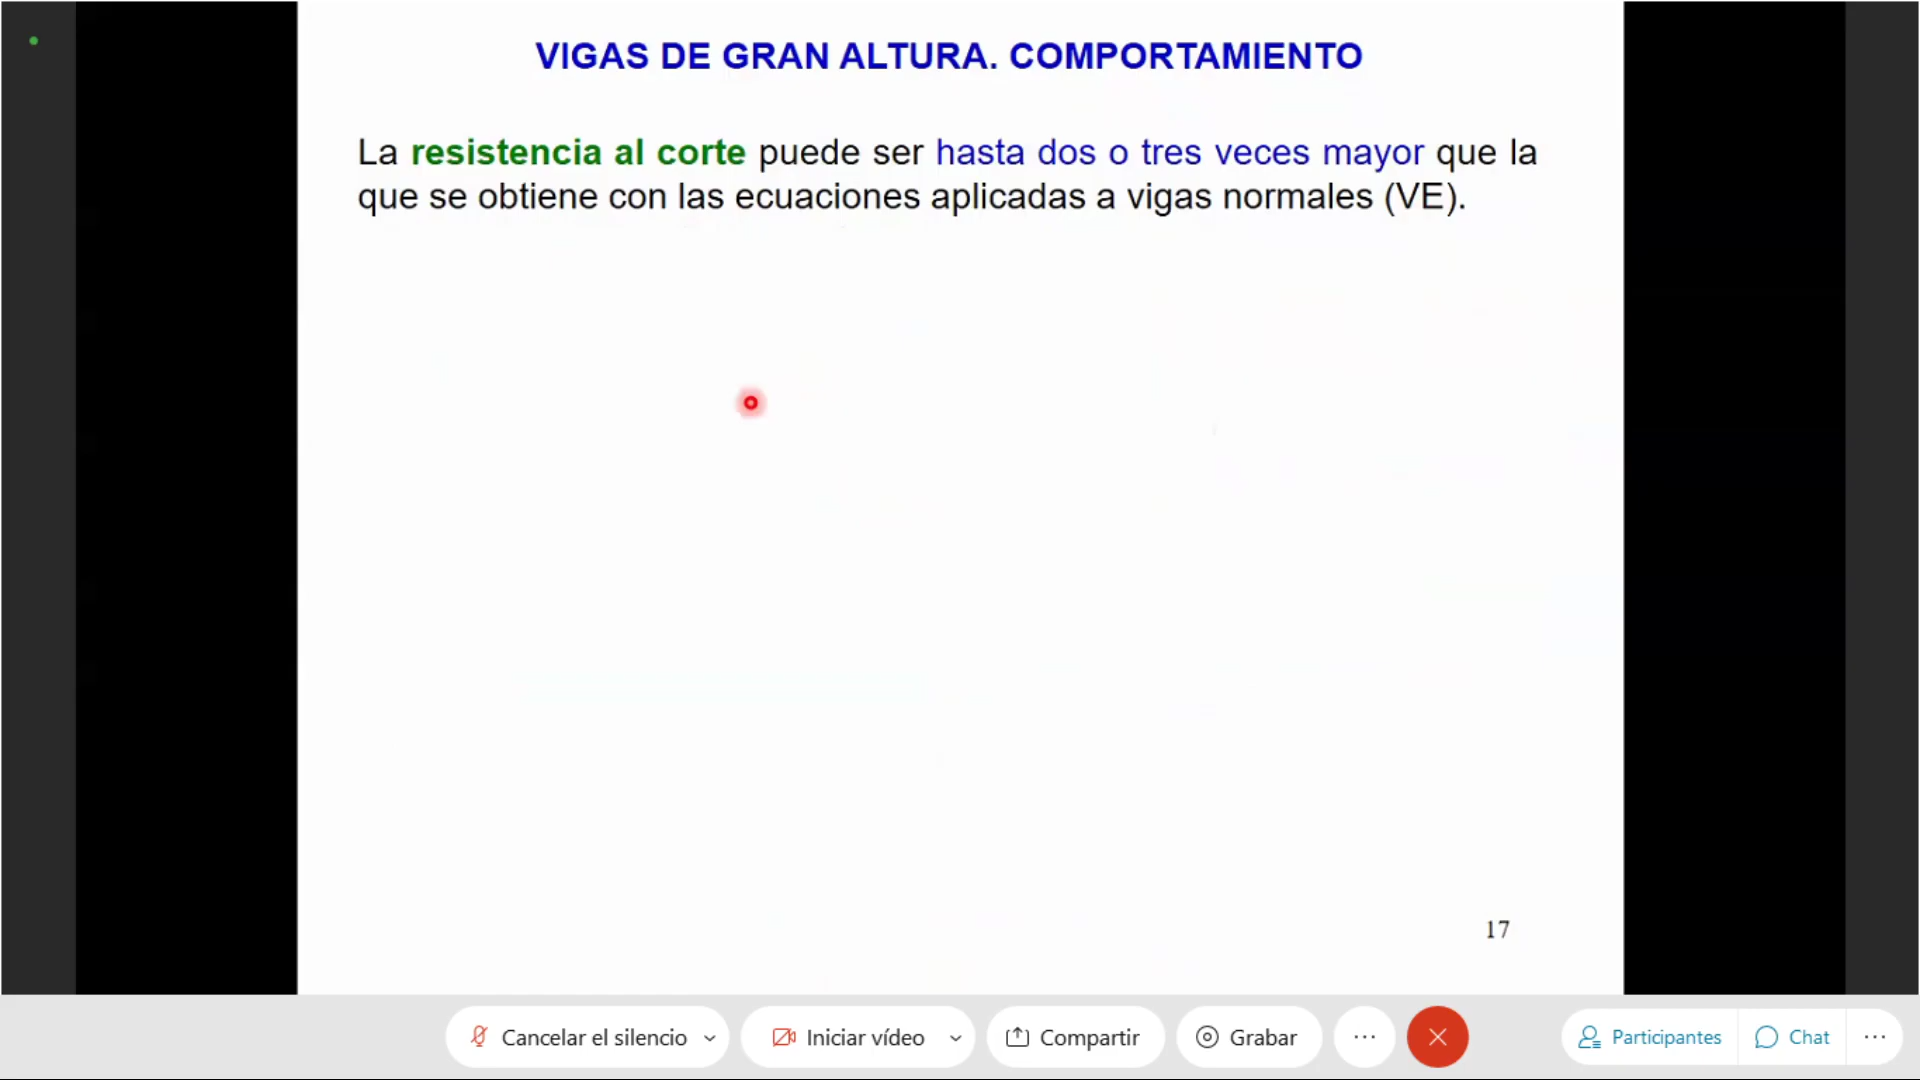 VIGAS DE GRAN ALTURA. COMPORTAMIENTO
La resistencia al corte puede ser hasta dos o tres veces mayor que la
que se obtiene con las ecuaciones aplicadas a vigas normales (VE).
17
Cancelar el silencio
Iniciar vídeo
Compartir
Grabar
Participantes
Chat